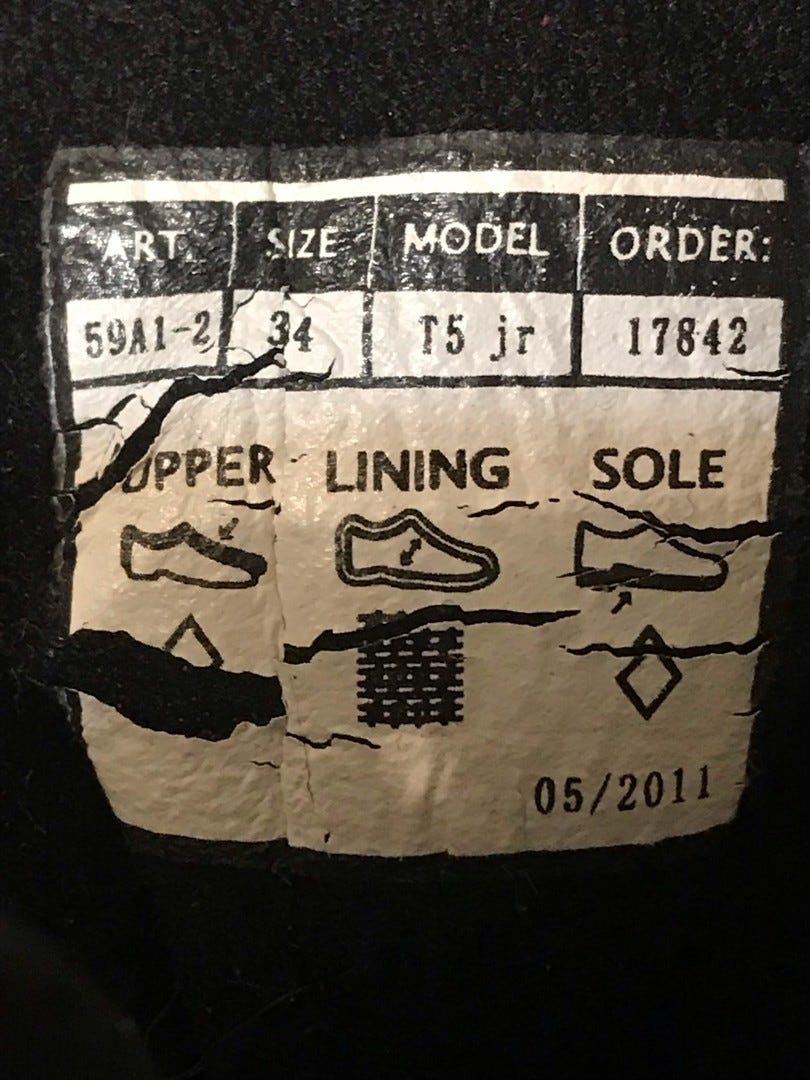 ART. SIZE MODEL ORDER:
59A1-2 34 T5 jr 17842
UPPER LINING SOLE
05/2011